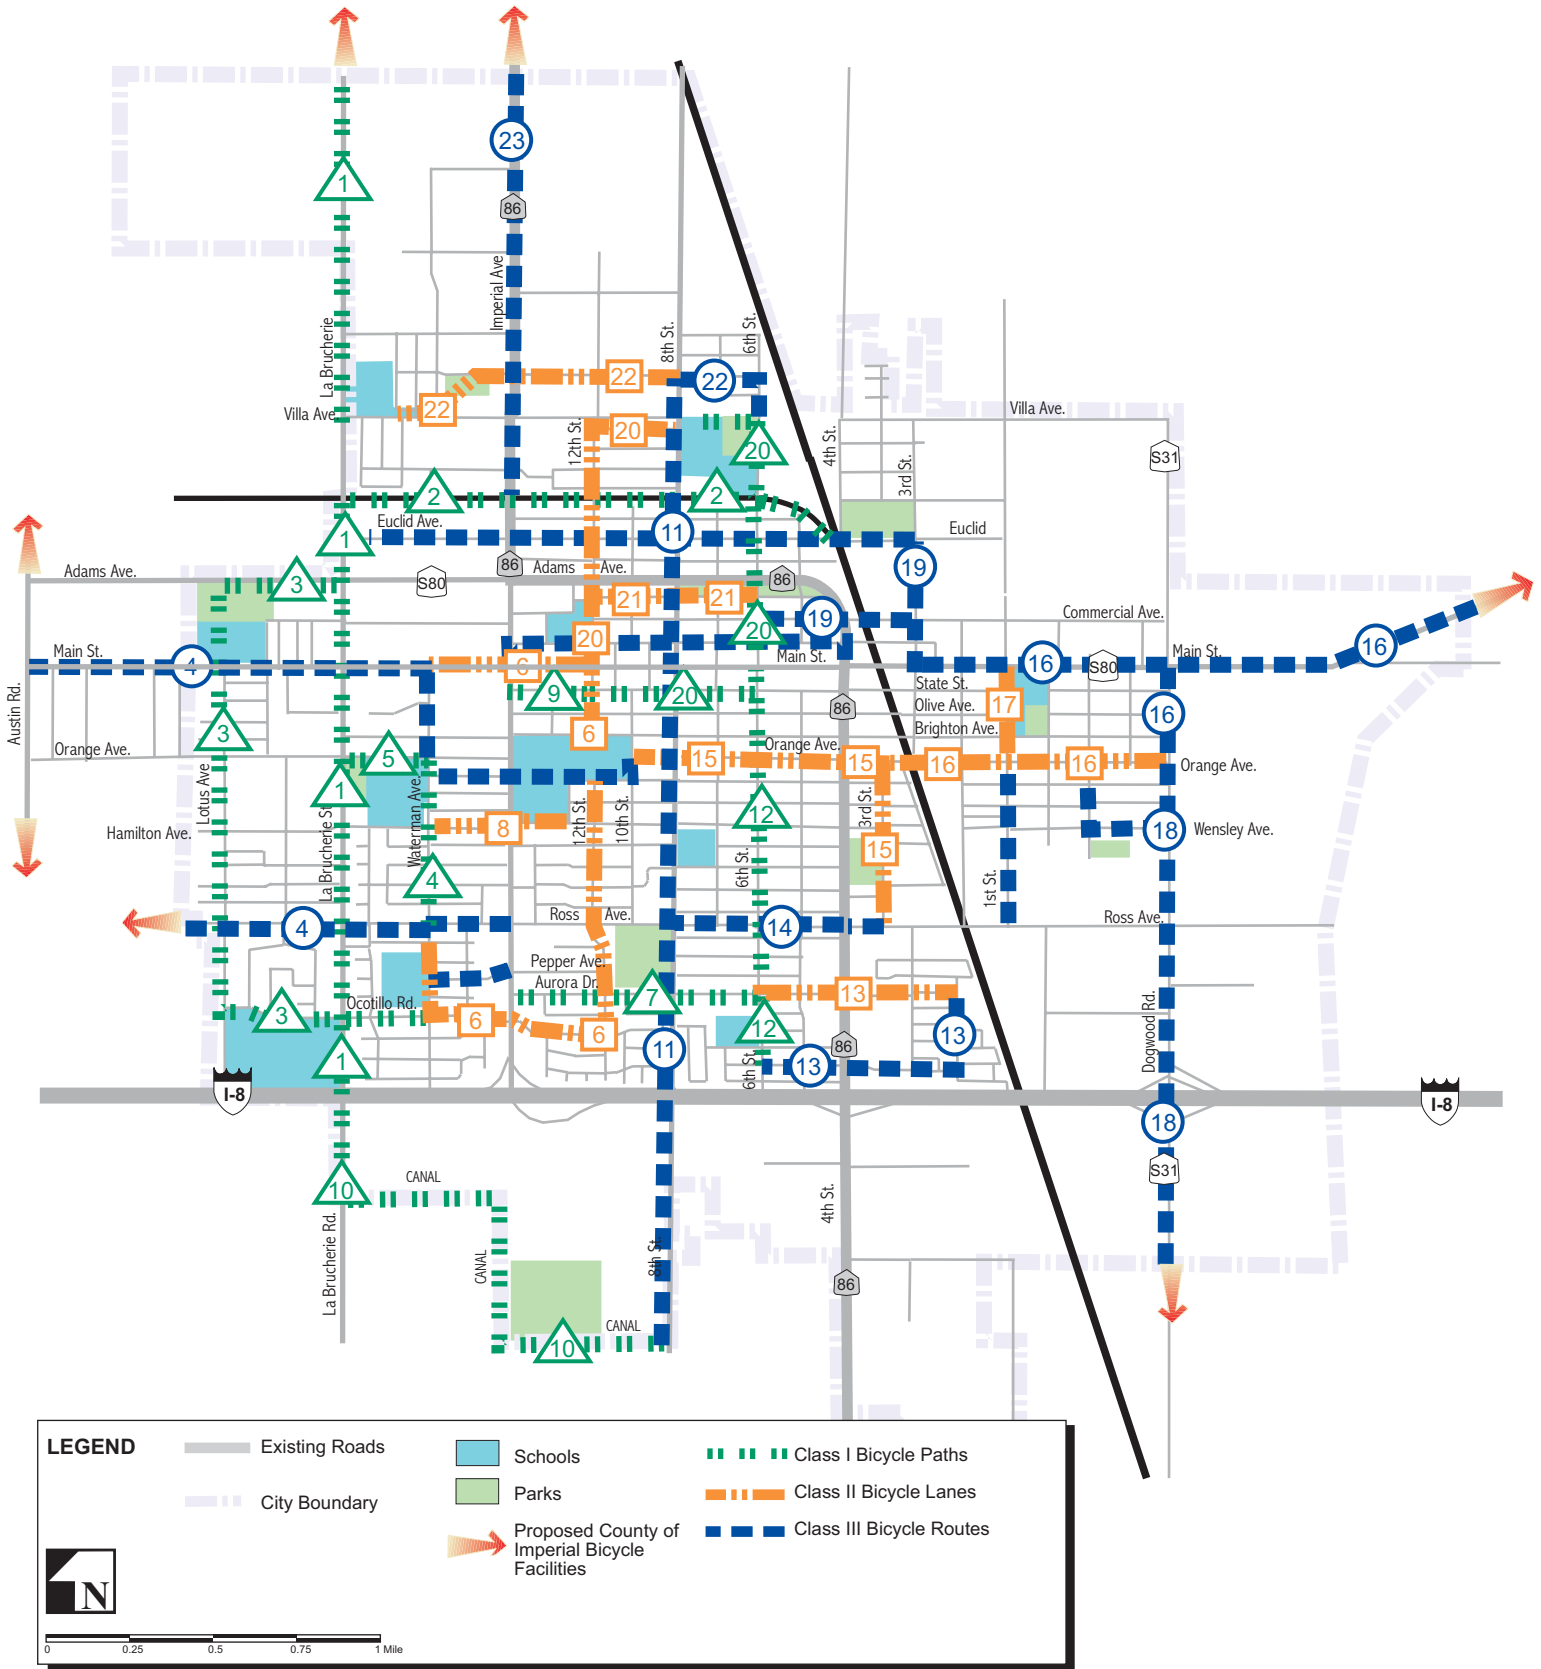 23
1
86
Imperial Ave
La Brucherie
8th St.
6th St.
22
22
22
Villa Ave
Villa Ave.
12th St.
20
20
4th St.
3rd St.
S31
2
2
Euclid Ave.
1
11
Euclid
86
Adams Ave.
3
S80
Adams Ave.
86
19
21
21
19
20
20
Commercial Ave.
Main St.
4
6
Main St.
16
S80
Main St.
16
Austin Rd.
9
20
State St.
Olive Ave.
Brighton Ave.
17
16
86
3
6
Orange Ave.
5
15
Orange Ave.
15
16
16
Orange Ave.
Lotus Ave
1
Waterman Ave.
12th St.
10th St.
12
3rd St.
Hamilton Ave.
8
18
Wensley Ave.
La Brucherie St
4
6th St.
15
1st St.
4
Ross Ave.
14
Ross Ave.
Pepper Ave.
Aurora Dr.
7
13
Ocotillo Rd.
3
6
6
12
13
1
11
86
13
6th St.
Dogwood Rd.
I-8
I-8
18
S31
10
CANAL
4th St.
La Brucherie Rd.
CANAL
8th St.
86
CANAL
10
LEGEND
Existing Roads
City Boundary
Schools
Parks
Proposed County of
Imperial Bicycle
Facilities
Class I Bicycle Paths
Class II Bicycle Lanes
Class III Bicycle Routes
N
0 0.25 0.5 0.75 1 Mile